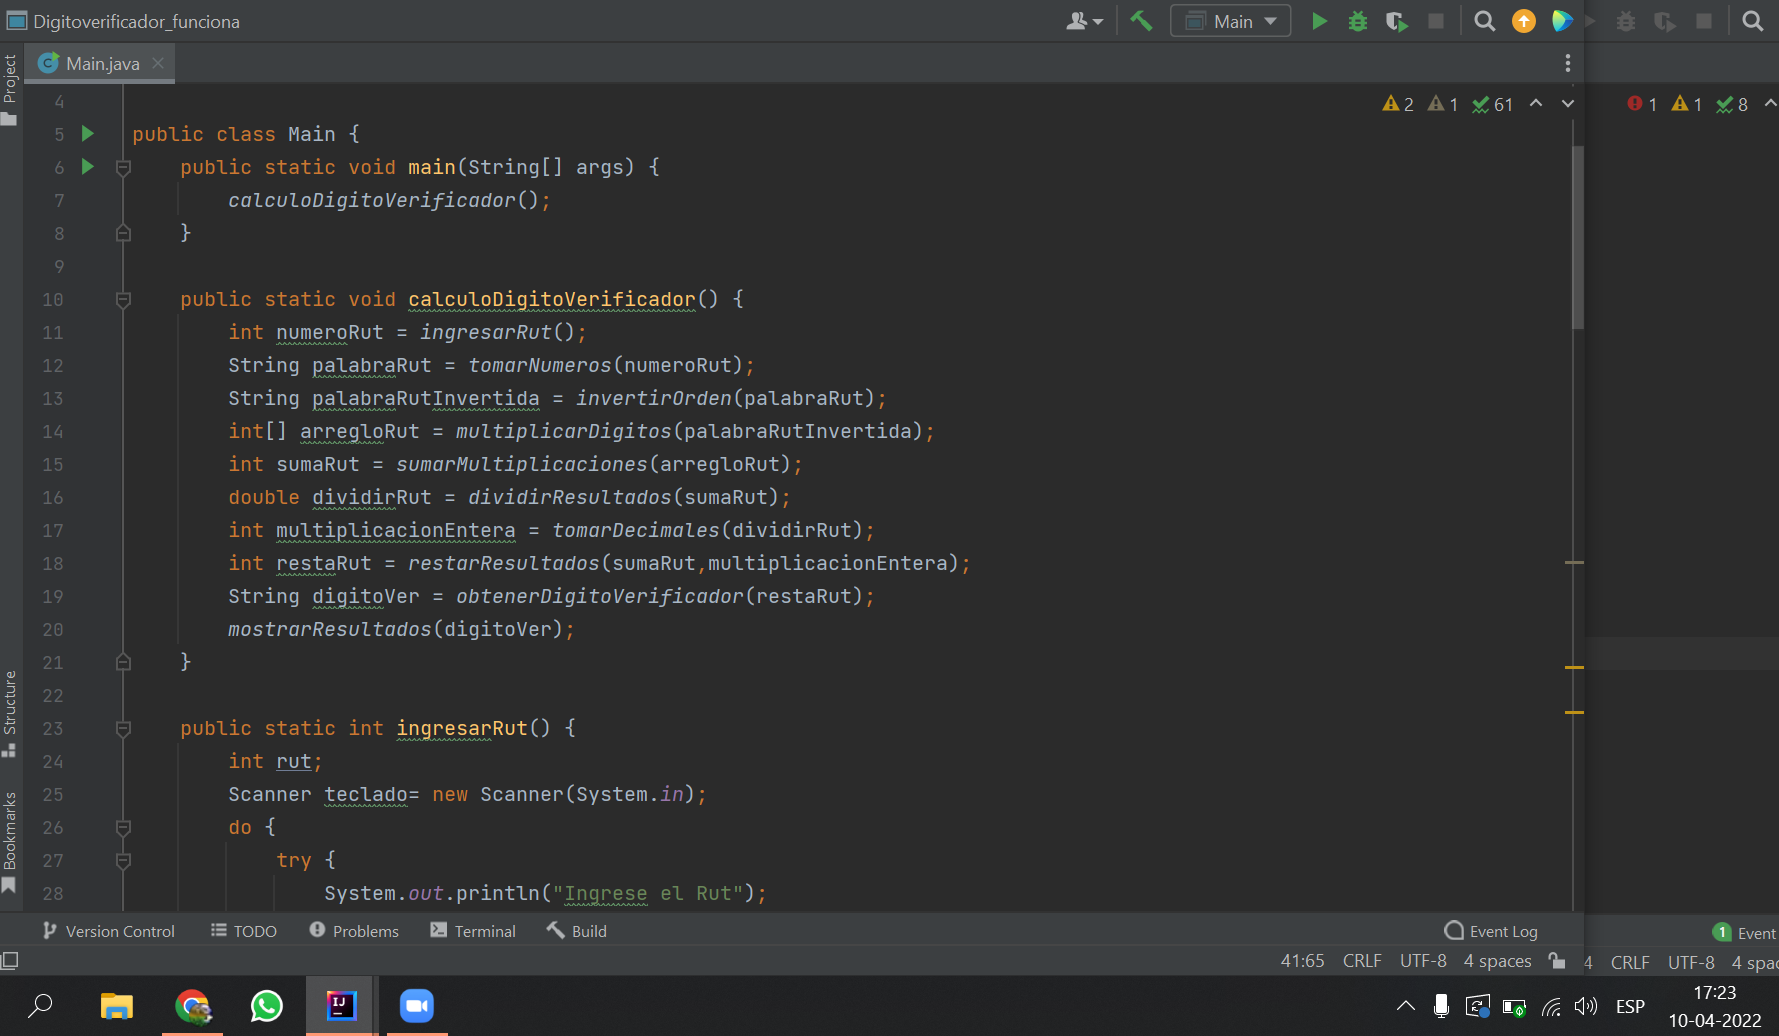 Digitoverificador_funciona
Main
Project
Main.java
2 1 61
1 1 8
4
5 public class Main {
6 public static void main(String[] args) {
7 calculoDigitoVerificador();
8 }
9
10 public static void calculoDigitoVerificador() {
11 int numeroRut = ingresarRut();
12 String palabraRut = tomarNumeros(numeroRut);
13 String palabraRutInvertida = invertirOrden(palabraRut);
14 int[] arregloRut = multiplicarDigitos(palabraRutInvertida);
15 int sumaRut = sumarMultiplicaciones(arregloRut);
16 double dividirRut = dividirResultados(sumaRut);
17 int multiplicacionEntera = tomarDecimales(dividirRut);
18 int restaRut = restarResultados(sumaRut,multiplicacionEntera);
19 String digitoVer = obtenerDigitoVerificador(restaRut);
20 mostrarResultados(digitoVer);
21 }
22
23 public static int ingresarRut() {
24 int rut;
25 Scanner teclado= new Scanner(System.in);
26 do {
27 try {
28 System.out.println("Ingrese el Rut");
Structure
Bookmarks
Version Control TODO Problems Terminal Build Event Log
1 Event
41:65 CRLF UTF-8 4 spaces
4 CRLF UTF-8 4 spac
IJ
ESP
17:23
10-04-2022